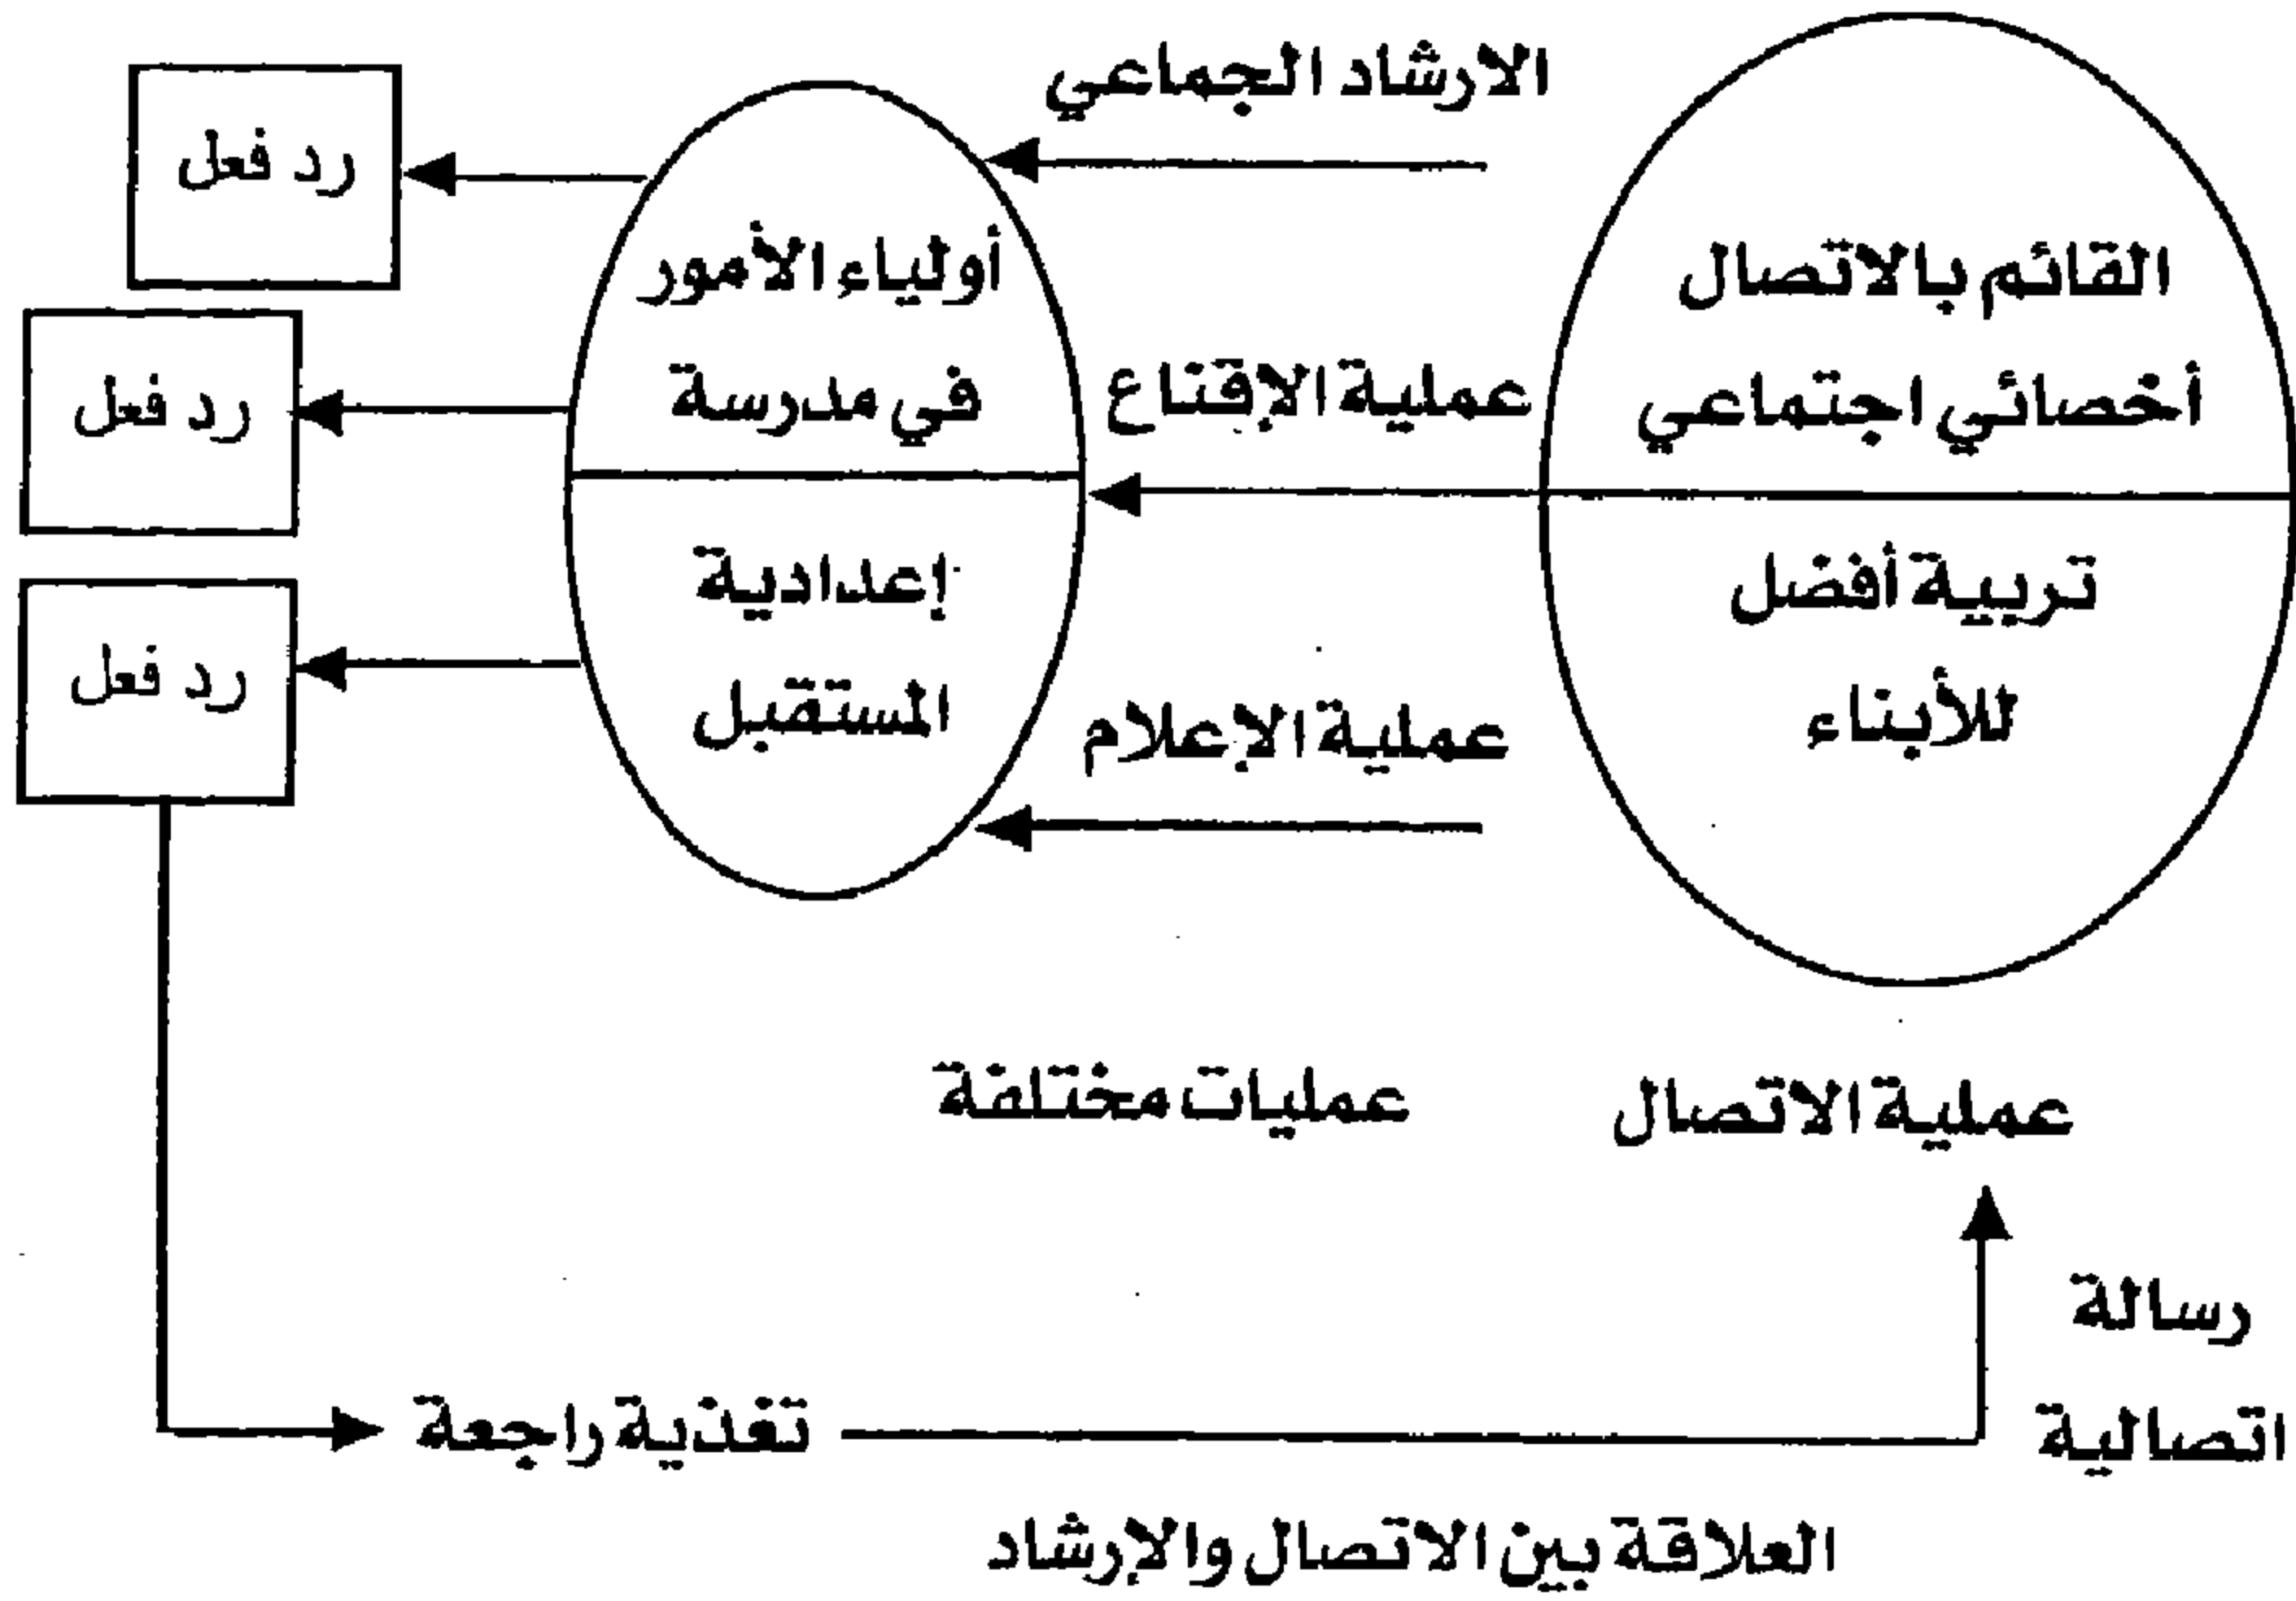 القائم بالاتصال
أخصائي اجتماعي
تربية أفضل
للأبناء
الارشاد الجماعي
عملية الإقناع
عملية الإعلام
أولياء الأمور
في مدرسة
إعدادية
المستقبل
رد فعل
رد فعل
رد فعل
عملية الاتصال
عمليات مختلفة
رسالة
اتصالية
تغذية راجعة
العلاقة بين الاتصال والإرشاد